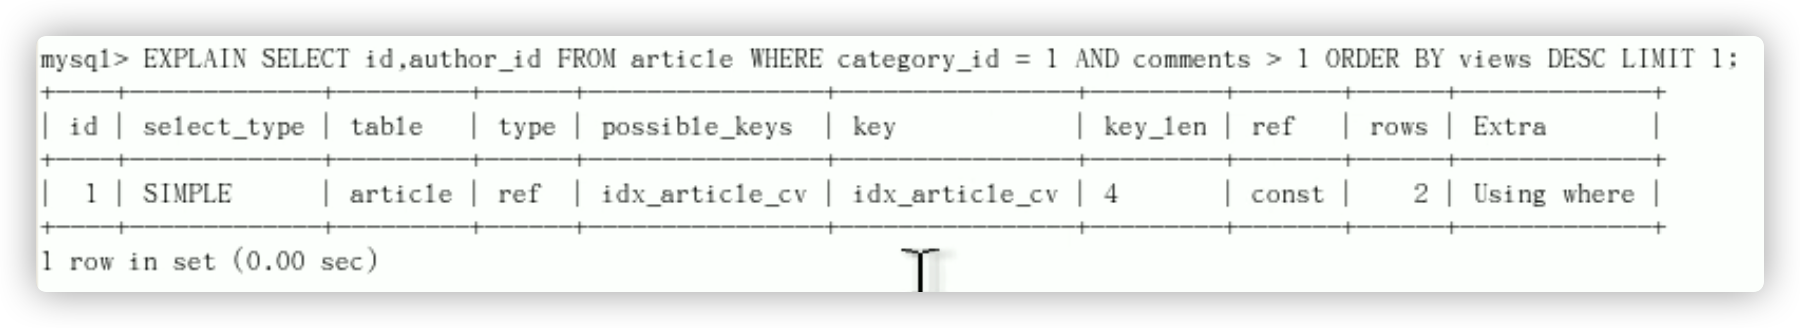 mysql> EXPLAIN SELECT id,author_id FROM article WHERE category_id = 1 AND comments > 1 ORDER BY views DESC LIMIT 1;
+----+-------------+---------+------+----------------+----------------+---------+-------+------+-------------+
| id | select_type | table   | type | possible_keys  | key            | key_len | ref   | rows | Extra       |
+----+-------------+---------+------+----------------+----------------+---------+-------+------+-------------+
|  1 | SIMPLE      | article | ref  | idx_article_cv | idx_article_cv | 4       | const |    2 | Using where |
+----+-------------+---------+------+----------------+----------------+---------+-------+------+-------------+
1 row in set (0.00 sec)